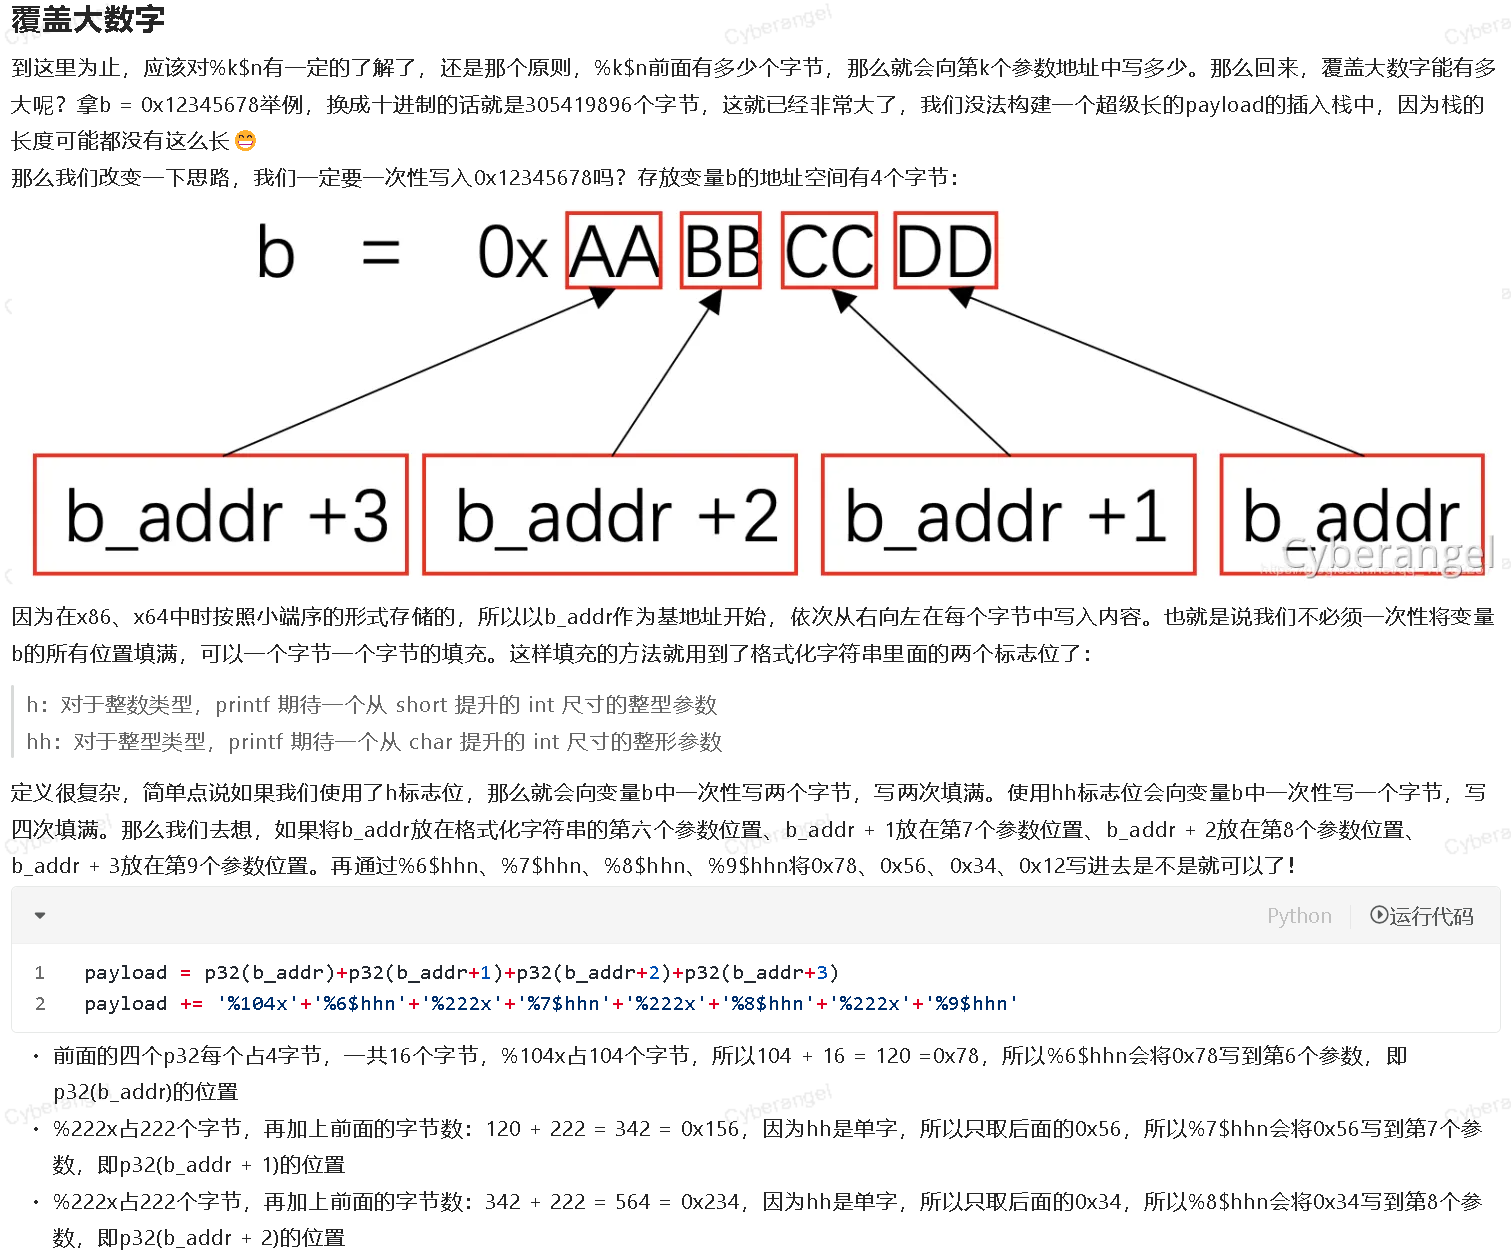 覆盖大数字
到这里为止，应该对%k$n有一定的了解了，还是那个原则，%k$n前面有多少个字节，那么就会向第k个参数地址中写多少。那么回来，覆盖大数字能有多
大呢？拿b = 0x12345678举例，换成十进制的话就是305419896个字节，这就已经非常大了，我们没法构建一个超级长的payload的插入栈中，因为栈的
长度可能都没有这么长😁
那么我们改变一下思路，我们一定要一次性写入0x12345678吗？存放变量b的地址空间有4个字节：
b = 0x AA BB CC DD
b_addr +3 b_addr +2 b_addr +1 b_addr
Cyberangel
因为在x86、x64中时按照小端序的形式存储的，所以以b_addr作为基地址开始，依次从右向左在每个字节中写入内容。也就是说我们不必须一次性将变量
b的所有位置填满，可以一个字节一个字节的填充。这样填充的方法就用到了格式化字符串里面的两个标志位了：
h：对于整数类型，printf 期待一个从 short 提升的 int 尺寸的整型参数
hh：对于整型类型，printf 期待一个从 char 提升的 int 尺寸的整形参数
定义很复杂，简单点说如果我们使用了h标志位，那么就会向变量b中一次性写两个字节，写两次填满。使用hh标志位会向变量b中一次性写一个字节，写
四次填满。那么我们去想，如果将b_addr放在格式化字符串的第六个参数位置、b_addr + 1放在第7个参数位置、b_addr + 2放在第8个参数位置、
b_addr + 3放在第9个参数位置。再通过%6$hhn、%7$hhn、%8$hhn、%9$hhn将0x78、0x56、0x34、0x12写进去是不是就可以了！
Python 运行代码
1 payload = p32(b_addr)+p32(b_addr+1)+p32(b_addr+2)+p32(b_addr+3)
2 payload += '%104x'+'%6$hhn'+'%222x'+'%7$hhn'+'%222x'+'%8$hhn'+'%222x'+'%9$hhn'
• 前面的四个p32每个占4字节，一共16个字节，%104x占104个字节，所以104 + 16 = 120 =0x78，所以%6$hhn会将0x78写到第6个参数，即
p32(b_addr)的位置
• %222x占222个字节，再加上前面的字节数：120 + 222 = 342 = 0x156，因为hh是单字，所以只取后面的0x56，所以%7$hhn会将0x56写到第7个参
数，即p32(b_addr + 1)的位置
• %222x占222个字节，再加上前面的字节数：342 + 222 = 564 = 0x234，因为hh是单字，所以只取后面的0x34，所以%8$hhn会将0x34写到第8个参
数，即p32(b_addr + 2)的位置